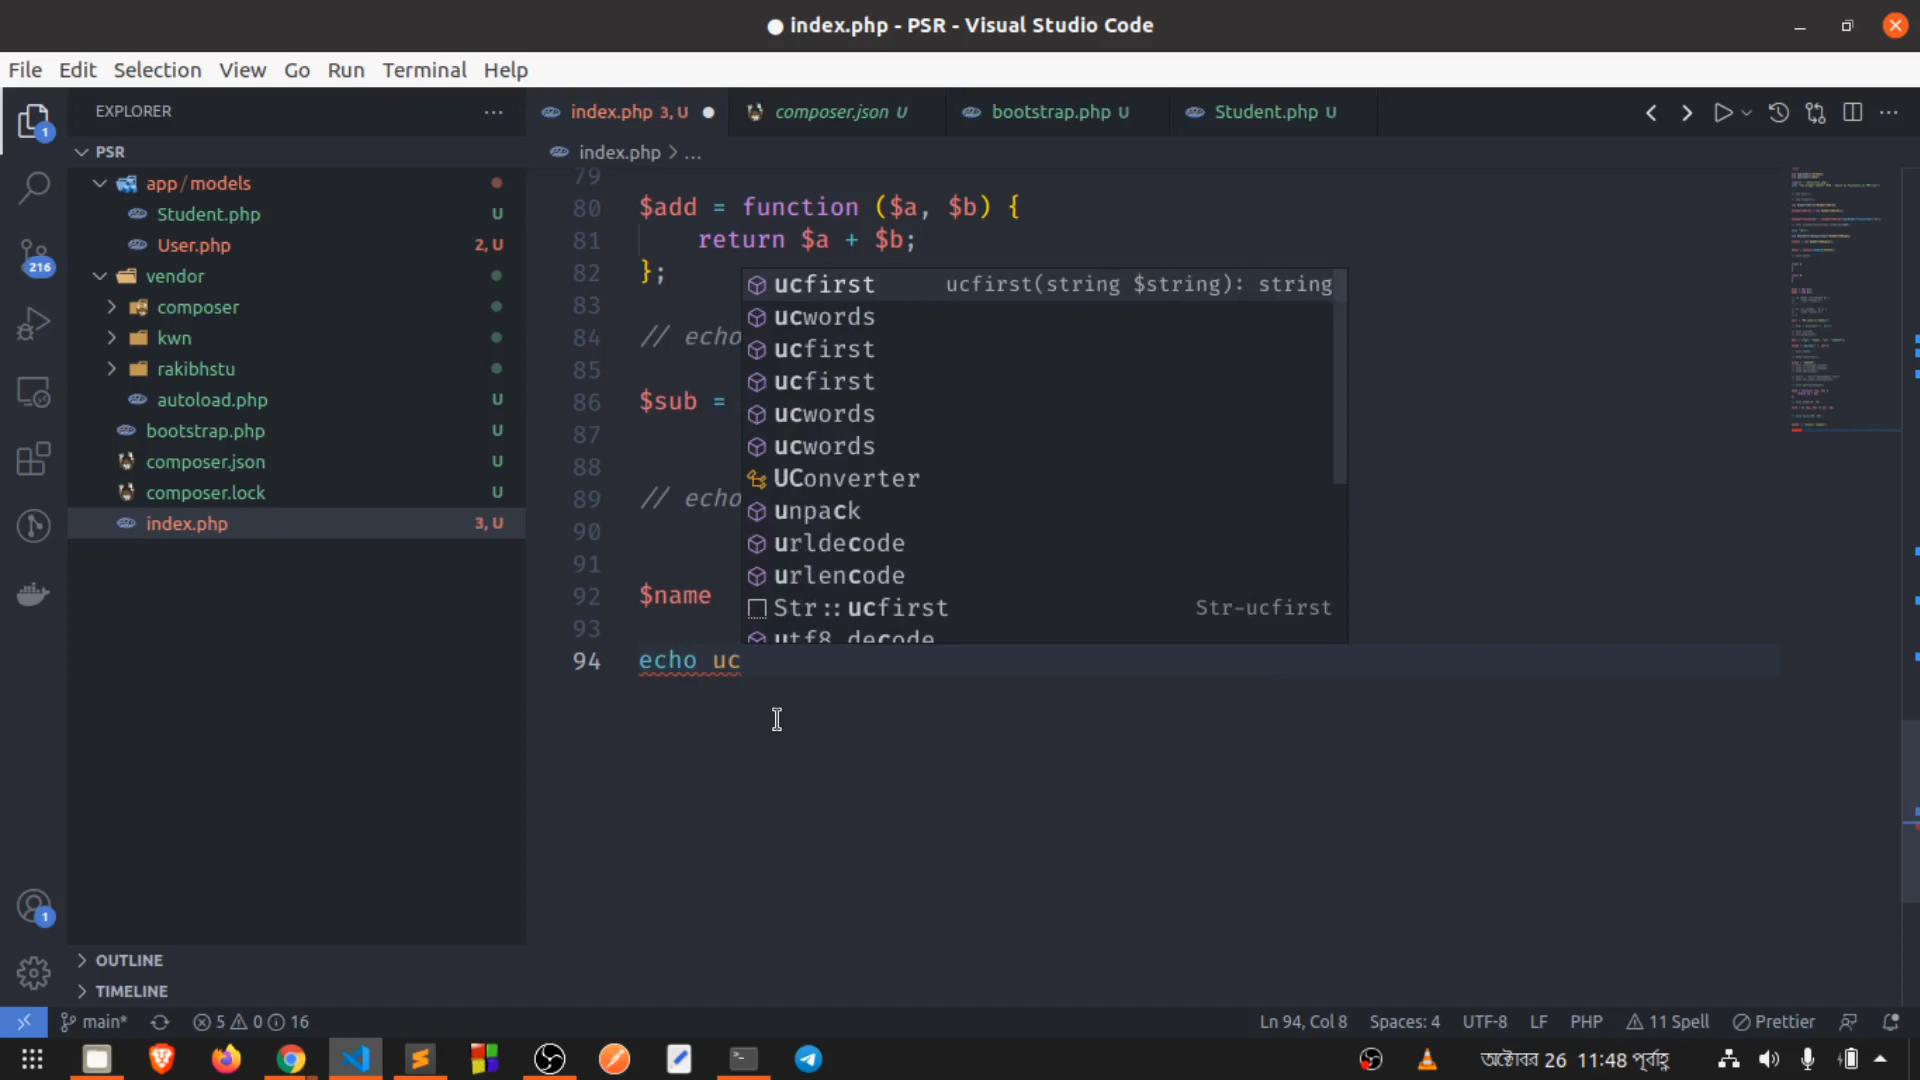 ● index.php - PSR - Visual Studio Code
File Edit Selection View Go Run Terminal Help
EXPLORER
PSR
app/models
Student.php U
User.php 2, U
vendor
composer
kwn
rakibhstu
autoload.php U
bootstrap.php U
composer.json U
composer.lock U
index.php 3, U
OUTLINE
TIMELINE
1
216
1
index.php 3, U ●
composer.json U
bootstrap.php U
Student.php U
index.php > ...
79
80 $add = function ($a, $b) {
81 return $a + $b;
82 };
83
84 // echo
85
86 $sub =
87
88
89 // echo
90
91
92 $name
93
94 echo uc
ucfirst ucfirst(string $string): string
ucwords
ucfirst
ucfirst
ucwords
ucwords
UConverter
unpack
urldecode
urlencode
Str::ucfirst Str-ucfirst
utf8_decode
main* 5 0 16
Ln 94, Col 8 Spaces: 4 UTF-8 LF PHP 11 Spell Prettier
অক্টোবর 26 11:48 পূর্বাহ্ণ